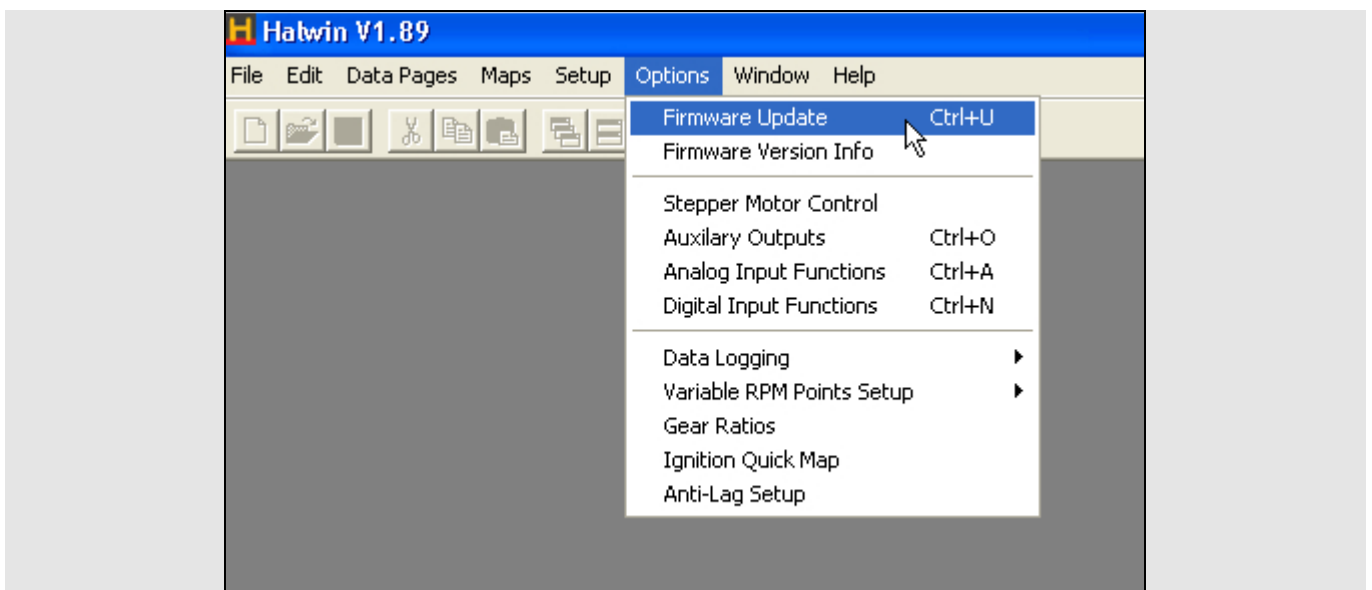 H Halwin V1.89
File Edit Data Pages Maps Setup Options Window Help
Firmware Update Ctrl+U
Firmware Version Info
Stepper Motor Control
Auxilary Outputs Ctrl+O
Analog Input Functions Ctrl+A
Digital Input Functions Ctrl+N
Data Logging
Variable RPM Points Setup
Gear Ratios
Ignition Quick Map
Anti-Lag Setup